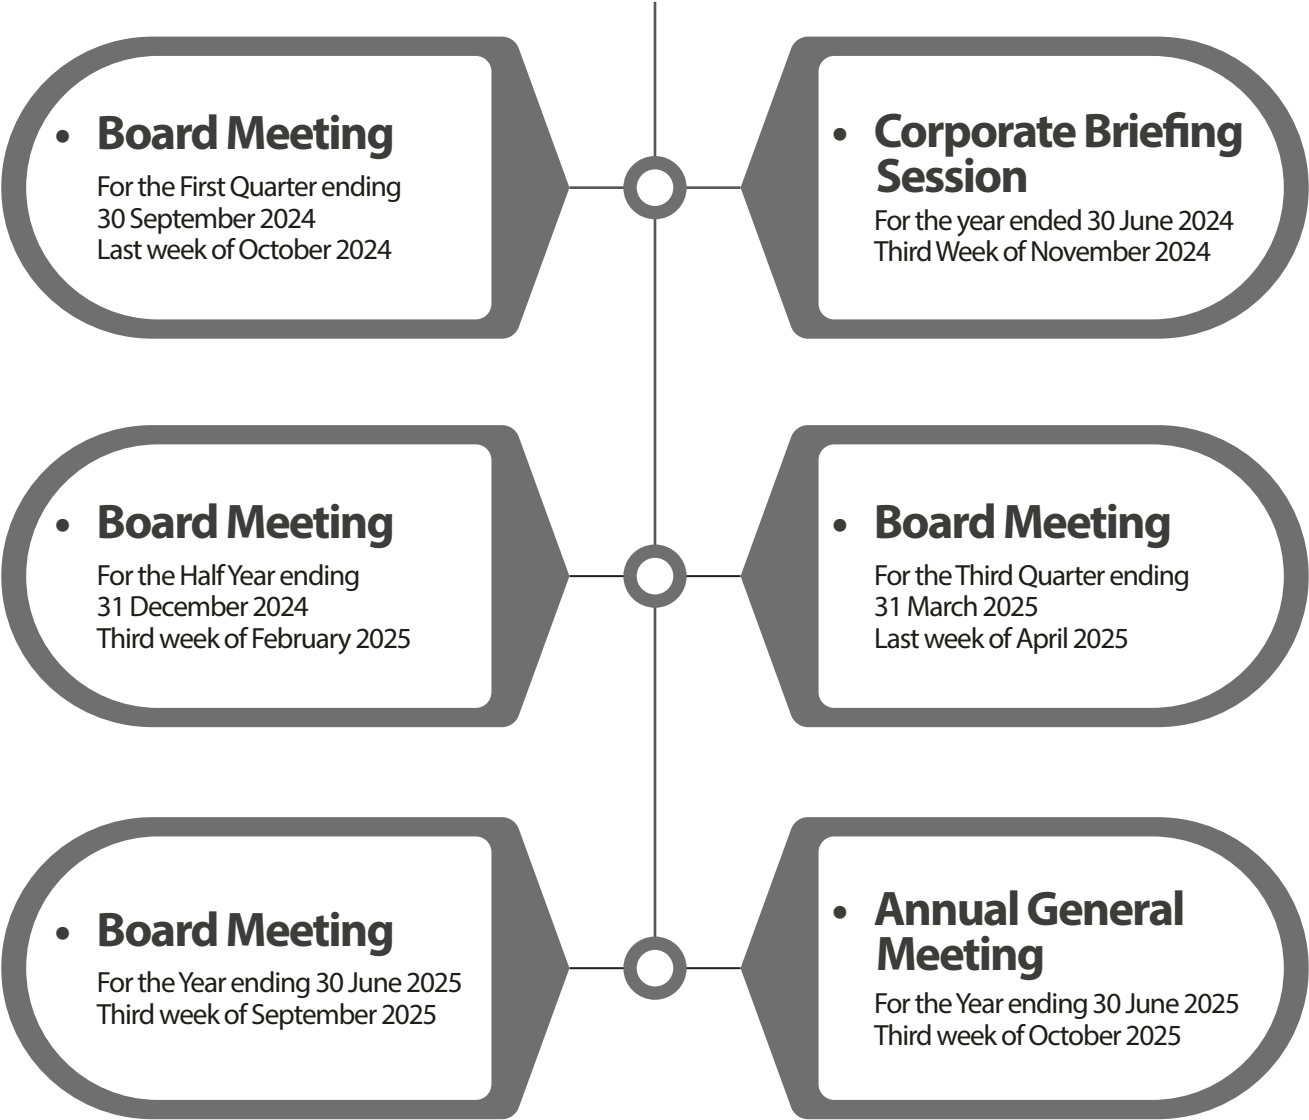 • Board Meeting
For the First Quarter ending
30 September 2024
Last week of October 2024
• Corporate Briefing
Session
For the year ended 30 June 2024
Third Week of November 2024
• Board Meeting
For the Half Year ending
31 December 2024
Third week of February 2025
• Board Meeting
For the Third Quarter ending
31 March 2025
Last week of April 2025
• Board Meeting
For the Year ending 30 June 2025
Third week of September 2025
• Annual General
Meeting
For the Year ending 30 June 2025
Third week of October 2025